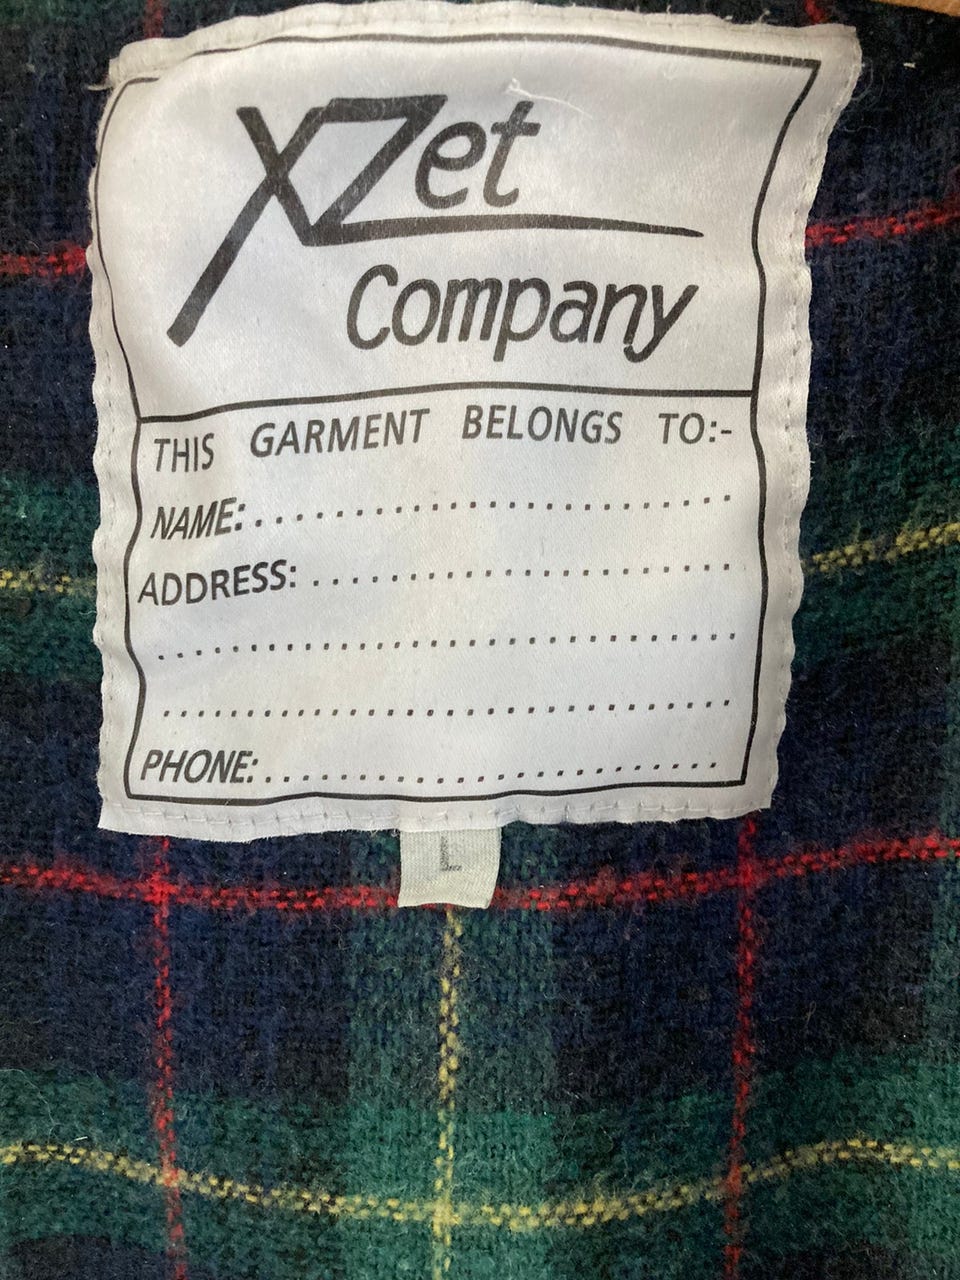 XZet
Company
THIS GARMENT BELONGS TO:-
NAME:........................
ADDRESS:......................
..............................
..............................
PHONE:........................
L